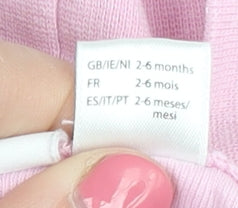 GB/IE/NI 2-6 months
FR 2-6 mois
ES/IT/PT 2-6 meses/
mesi